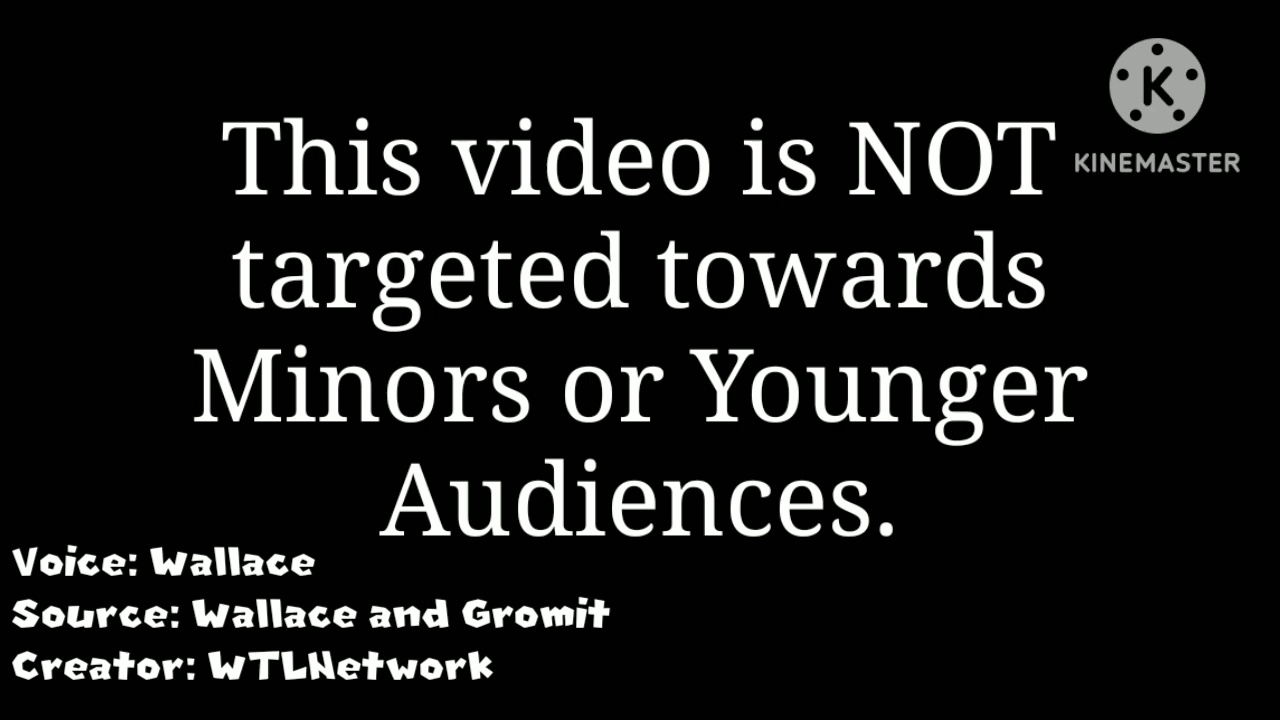 This video is NOT
targeted towards
Minors or Younger
Audiences.
K
KINEMASTER
Voice: Wallace
Source: Wallace and Gromit
Creator: WTLNetwork